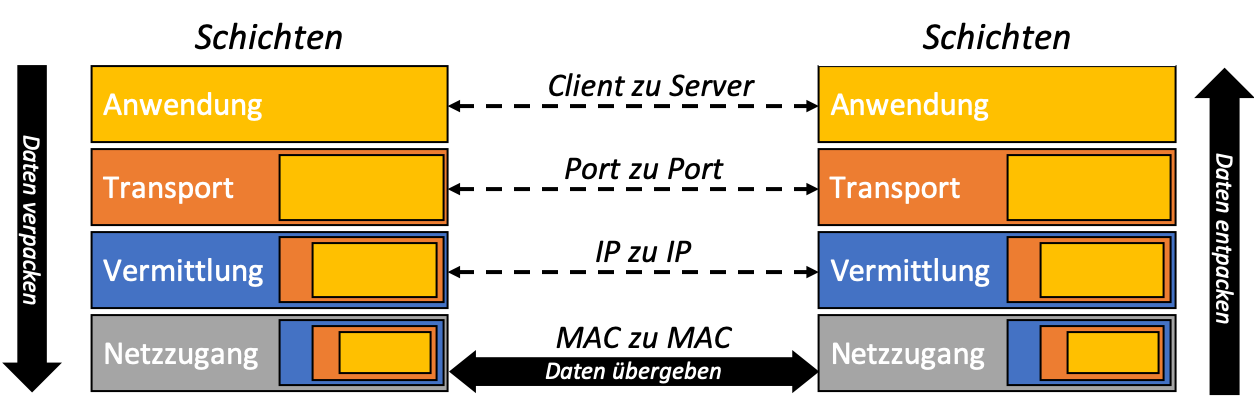 Schichten
Schichten
Daten verpacken
Anwendung
Client zu Server
Anwendung
Transport
Port zu Port
Transport
Vermittlung
IP zu IP
Vermittlung
Netzzugang
MAC zu MAC
Daten übergeben
Netzzugang
Daten entpacken